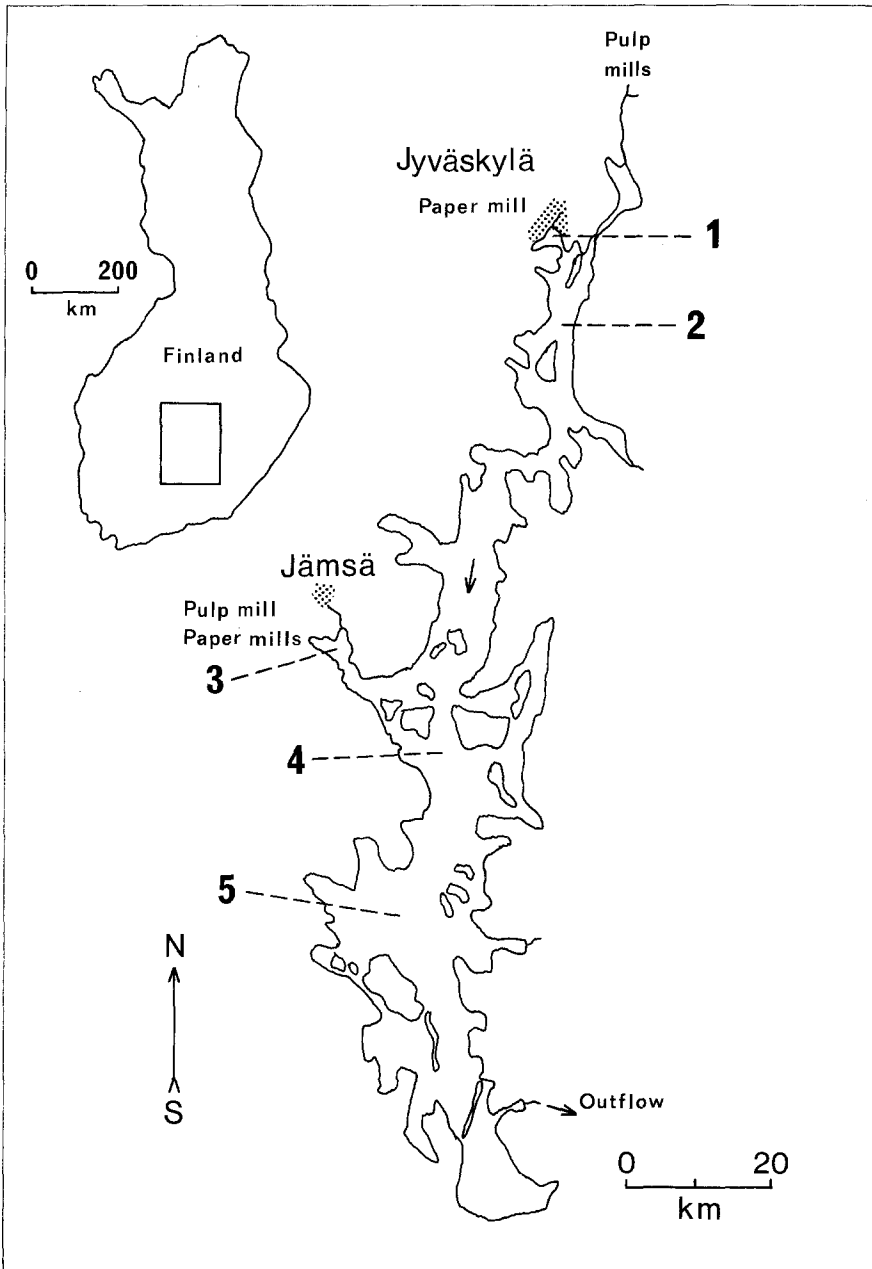 Pulp
mills
Jyväskylä
Paper mill
1
0 200
km
2
Finland
Jämsä
Pulp mill
Paper mills
3
4
5
N
S
Outflow
0 20
km